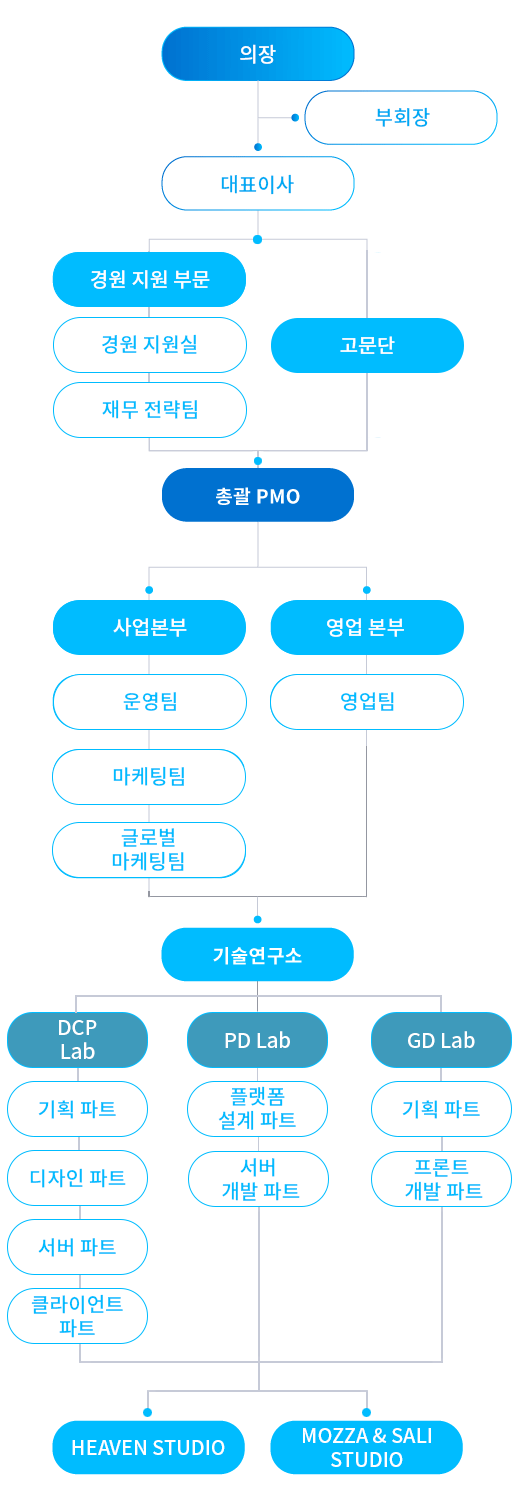 의장
부회장
대표이사
경원 지원 부문
경원 지원실
재무 전략팀
고문단
총괄 PMO
사업본부
운영팀
마케팅팀
글로벌
마케팅팀
영업 본부
영업팀
기술연구소
DCP
Lab
기획 파트
디자인 파트
서버 파트
클라이언트
파트
PD Lab
플랫폼
설계 파트
서버
개발 파트
GD Lab
기획 파트
프론트
개발 파트
HEAVEN STUDIO
MOZZA & SALI
STUDIO